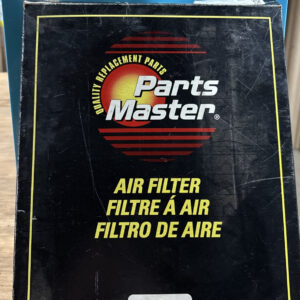 QUALITY REPLACEMENT PARTS
Parts
Master®
AIR FILTER
FILTRE Á AIR
FILTRO DE AIRE